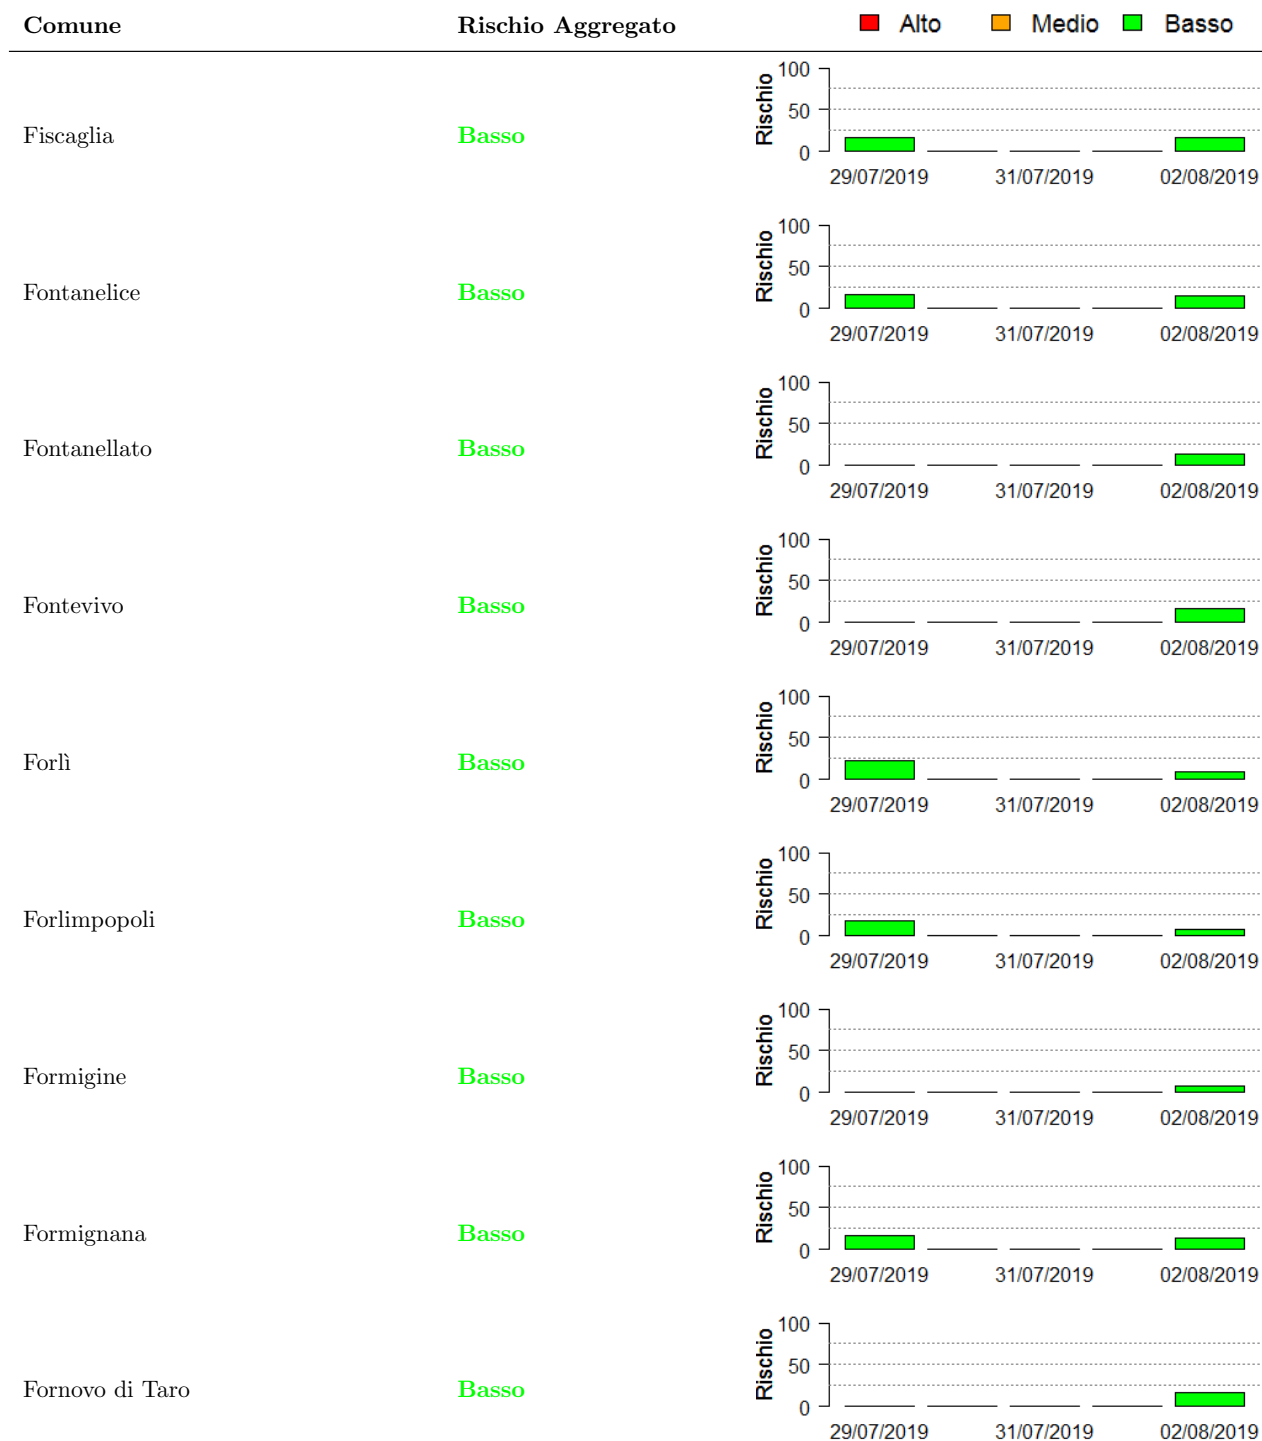 Comune Rischio Aggregato Alto Medio Basso
Fiscaglia Basso
Rischio
100
50
0
29/07/2019 31/07/2019 02/08/2019
Fontanelice Basso
Rischio
100
50
0
29/07/2019 31/07/2019 02/08/2019
Fontanellato Basso
Rischio
100
50
0
29/07/2019 31/07/2019 02/08/2019
Fontevivo Basso
Rischio
100
50
0
29/07/2019 31/07/2019 02/08/2019
Forlì Basso
Rischio
100
50
0
29/07/2019 31/07/2019 02/08/2019
Forlimpopoli Basso
Rischio
100
50
0
29/07/2019 31/07/2019 02/08/2019
Formigine Basso
Rischio
100
50
0
29/07/2019 31/07/2019 02/08/2019
Formignana Basso
Rischio
100
50
0
29/07/2019 31/07/2019 02/08/2019
Fornovo di Taro Basso
Rischio
100
50
0
29/07/2019 31/07/2019 02/08/2019